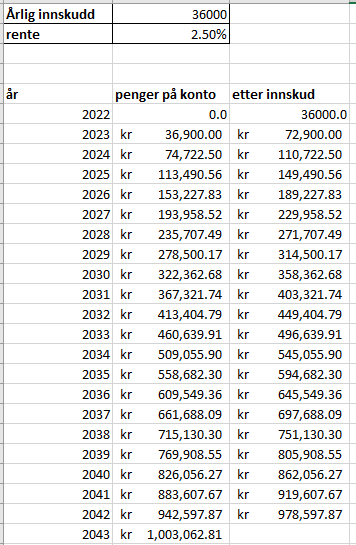 Årlig innskudd 36000
rente 2.50%
år penger på konto etter innskud
2022 0.0 36000.0
2023 kr 36,900.00 kr 72,900.00
2024 kr 74,722.50 kr 110,722.50
2025 kr 113,490.56 kr 149,490.56
2026 kr 153,227.83 kr 189,227.83
2027 kr 193,958.52 kr 229,958.52
2028 kr 235,707.49 kr 271,707.49
2029 kr 278,500.17 kr 314,500.17
2030 kr 322,362.68 kr 358,362.68
2031 kr 367,321.74 kr 403,321.74
2032 kr 413,404.79 kr 449,404.79
2033 kr 460,639.91 kr 496,639.91
2034 kr 509,055.90 kr 545,055.90
2035 kr 558,682.30 kr 594,682.30
2036 kr 609,549.36 kr 645,549.36
2037 kr 661,688.09 kr 697,688.09
2038 kr 715,130.30 kr 751,130.30
2039 kr 769,908.55 kr 805,908.55
2040 kr 826,056.27 kr 862,056.27
2041 kr 883,607.67 kr 919,607.67
2042 kr 942,597.87 kr 978,597.87
2043 kr 1,003,062.81